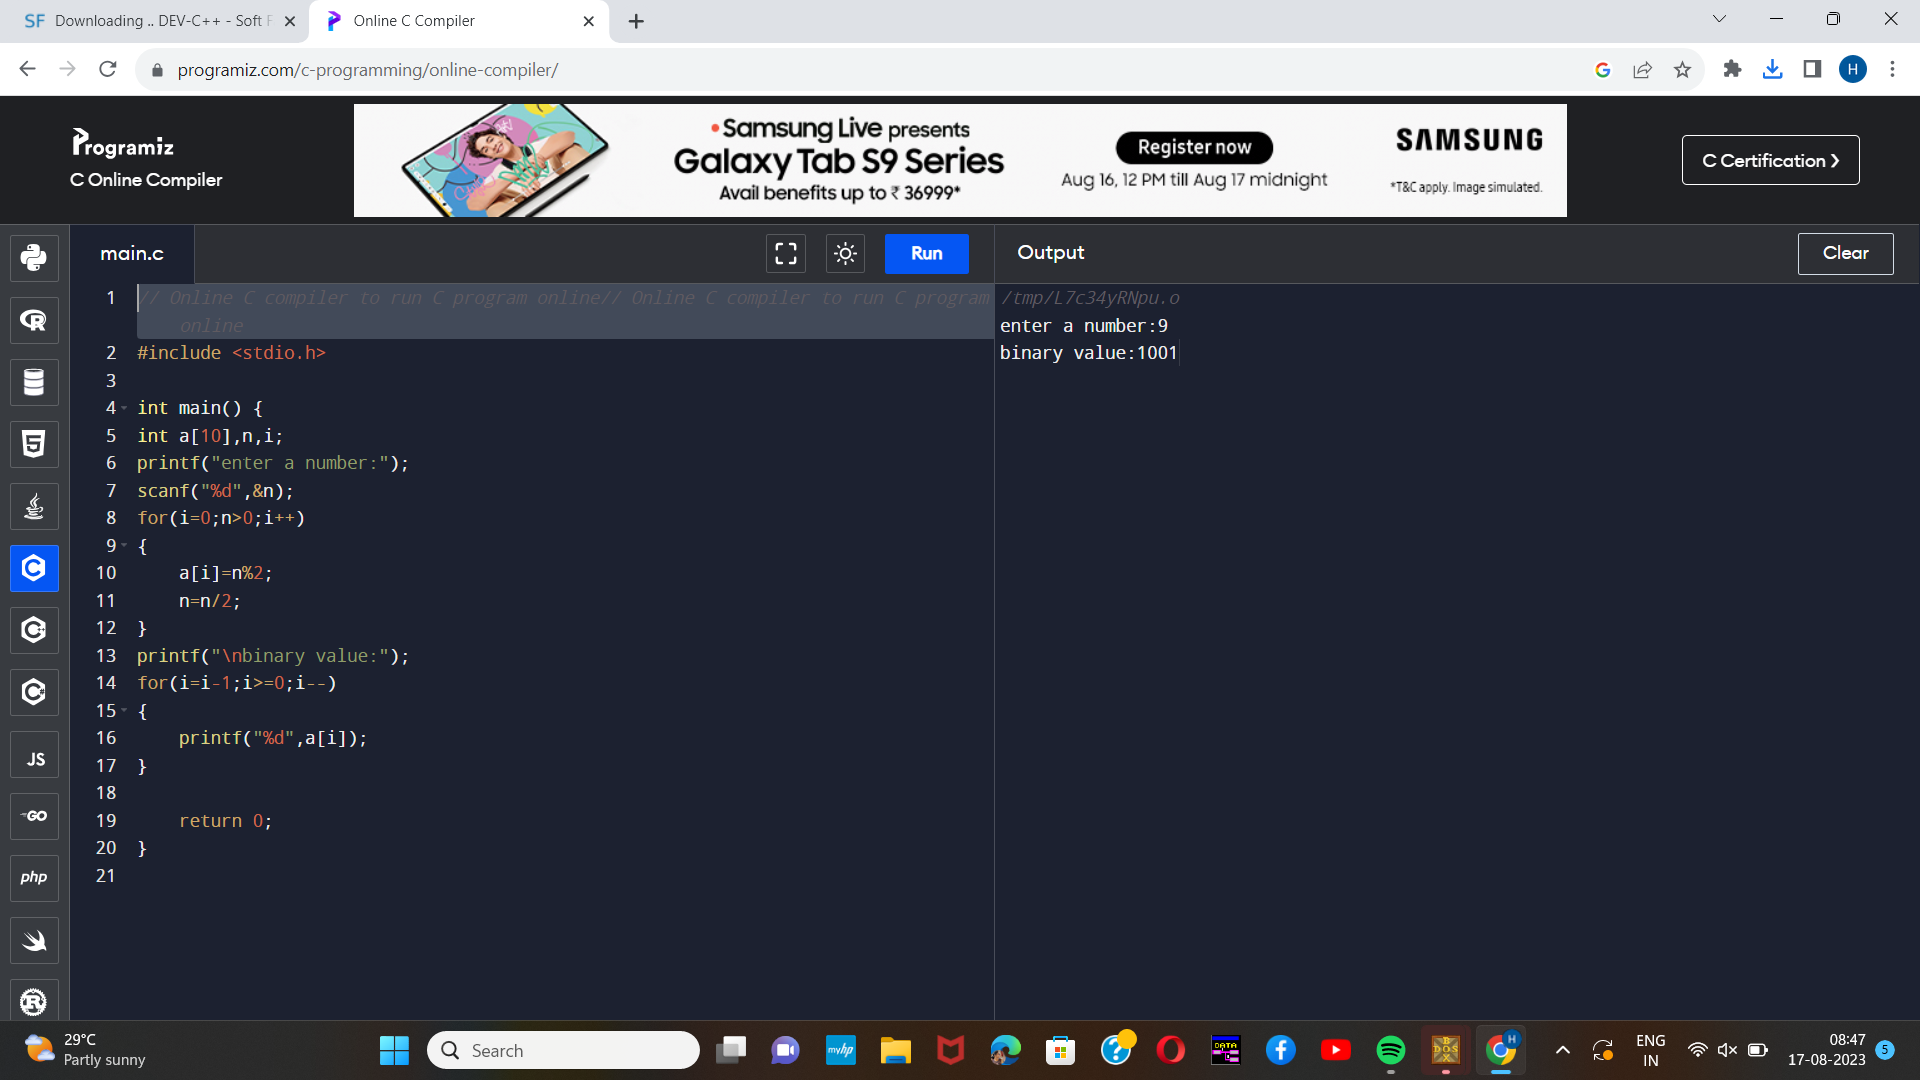 SF Downloading .. DEV-C++ - Soft F
Online C Compiler
programiz.com/c-programming/online-compiler/
H
Programiz
C Online Compiler
Samsung Live presents
Galaxy Tab S9 Series
Avail benefits up to ₹ 36999*
Register now
Aug 16, 12 PM till Aug 17 midnight
SAMSUNG
*T&C apply. Image simulated.
C Certification ❯
main.c
Run
Output
Clear
1 // Online C compiler to run C program online// Online C compiler to run C program
online
2 #include <stdio.h>
3
4 int main() {
5 int a[10],n,i;
6 printf("enter a number:");
7 scanf("%d",&n);
8 for(i=0;n>0;i++)
9 {
10     a[i]=n%2;
11     n=n/2;
12 }
13 printf("\nbinary value:");
14 for(i=i-1;i>=0;i--)
15 {
16     printf("%d",a[i]);
17 }
18
19     return 0;
20 }
21
/tmp/L7c34yRNpu.o
enter a number:9
binary value:1001
R
5
C
C
C
JS
GO
php
R
29°C
Partly sunny
Search
myhp
DATA
DOS
H
ENG
IN
08:47
17-08-2023
5